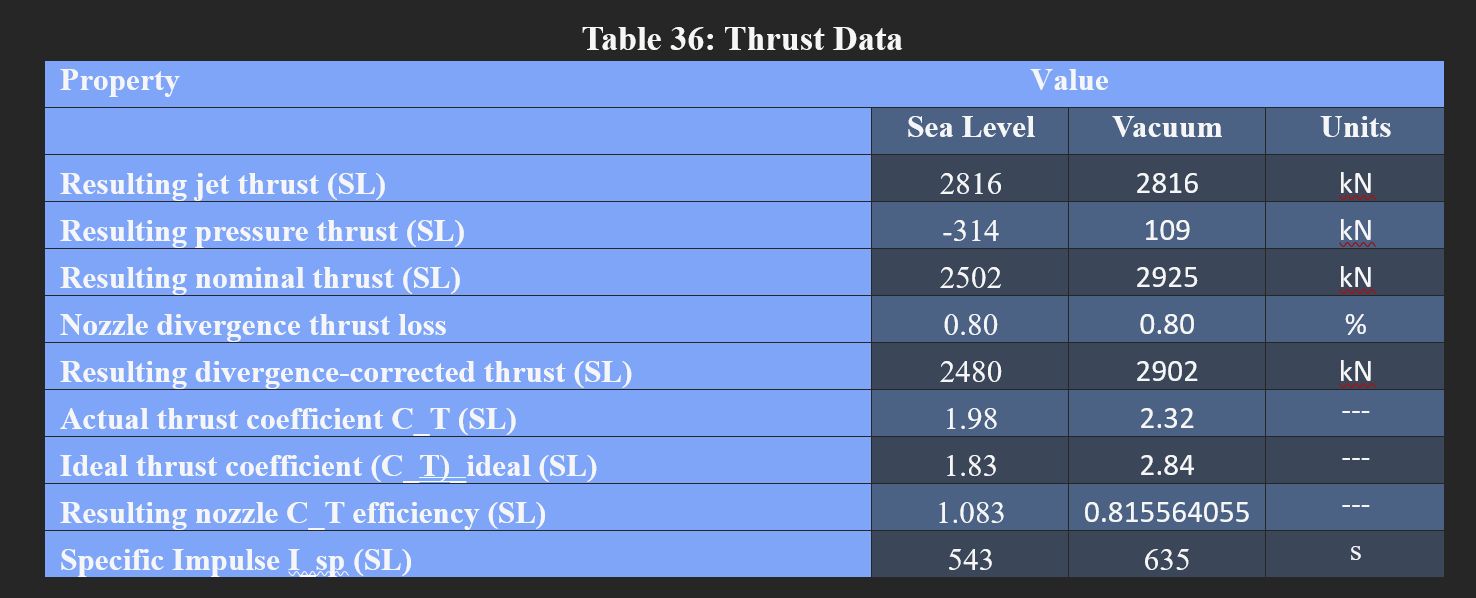 Table 36: Thrust Data
Property Value
Sea Level Vacuum Units
Resulting jet thrust (SL) 2816 2816 kN
Resulting pressure thrust (SL) -314 109 kN
Resulting nominal thrust (SL) 2502 2925 kN
Nozzle divergence thrust loss 0.80 0.80 %
Resulting divergence-corrected thrust (SL) 2480 2902 kN
Actual thrust coefficient C_T (SL) 1.98 2.32 ---
Ideal thrust coefficient (C_T)_ideal (SL) 1.83 2.84 ---
Resulting nozzle C_T efficiency (SL) 1.083 0.815564055 ---
Specific Impulse I_sp (SL) 543 635 s